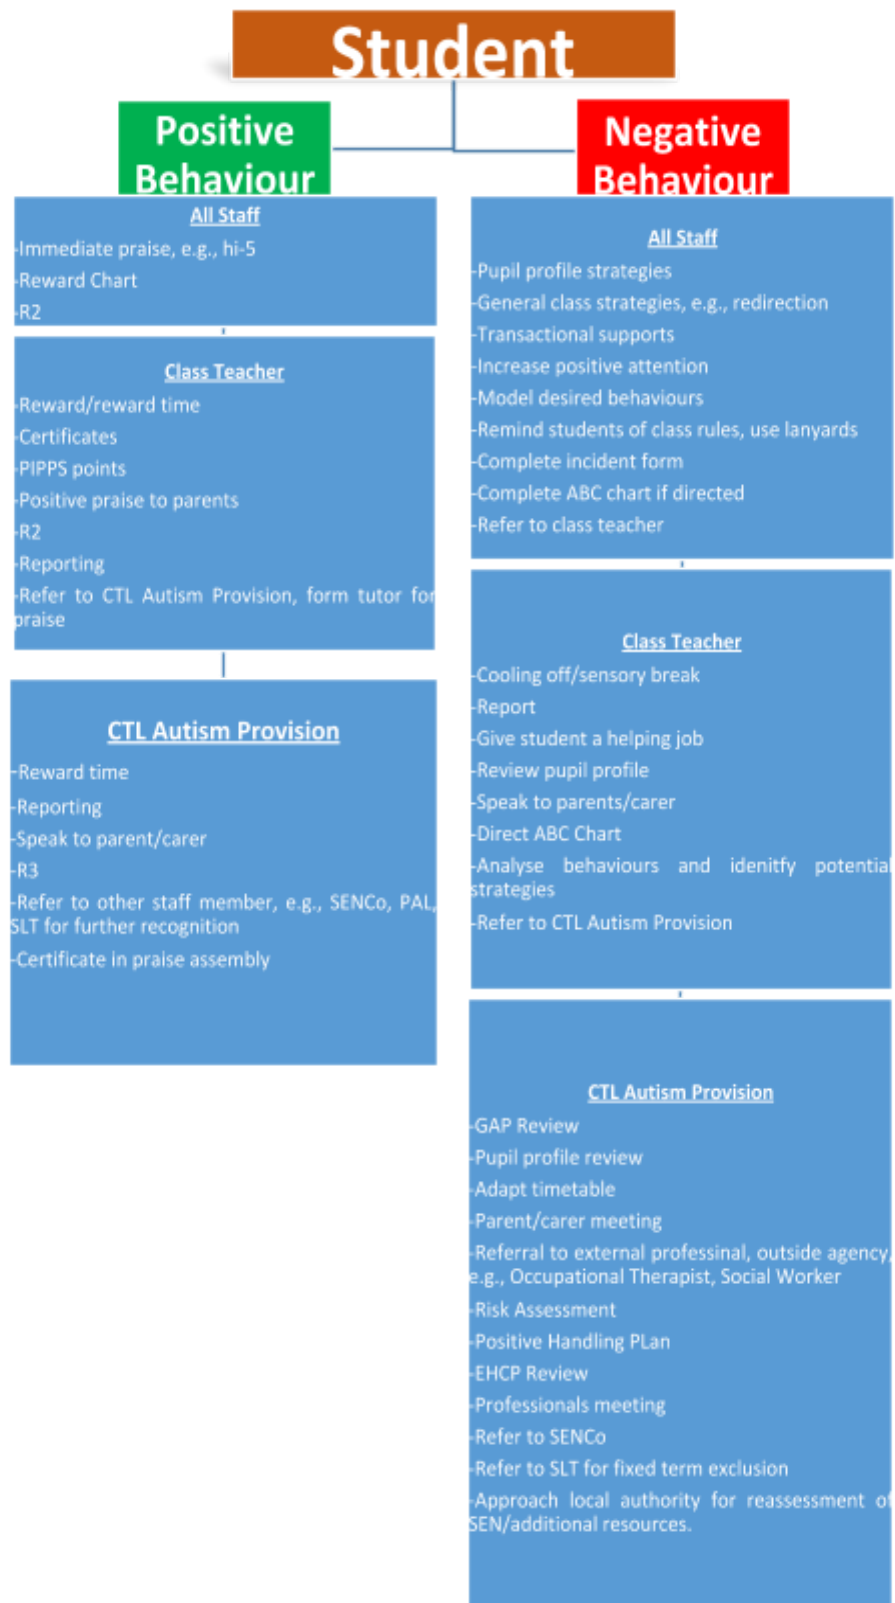 Student
Positive
Behaviour
All Staff
-Immediate praise, e.g., hi-5
-Reward Chart
-R2
Class Teacher
-Reward/reward time
-Certificates
-PIPPS points
-Positive praise to parents
-R2
-Reporting
-Refer to CTL Autism Provision, form tutor for
praise
CTL Autism Provision
-Reward time
-Reporting
-Speak to parent/carer
-R3
-Refer to other staff member, e.g., SENCo, PAL,
SLT for further recognition
-Certificate in praise assembly
Negative
Behaviour
All Staff
-Pupil profile strategies
-General class strategies, e.g., redirection
-Transactional supports
-Increase positive attention
-Model desired behaviours
-Remind students of class rules, use lanyards
-Complete incident form
-Complete ABC chart if directed
-Refer to class teacher
Class Teacher
-Cooling off/sensory break
-Report
-Give student a helping job
-Review pupil profile
-Speak to parents/carer
-Direct ABC Chart
-Analyse behaviours and idenitfy potential
strategies
-Refer to CTL Autism Provision
CTL Autism Provision
-GAP Review
-Pupil profile review
-Adapt timetable
-Parent/carer meeting
-Referral to external professinal, outside agency,
e.g., Occupational Therapist, Social Worker
-Risk Assessment
-Positive Handling PLan
-EHCP Review
-Professionals meeting
-Refer to SENCo
-Refer to SLT for fixed term exclusion
-Approach local authority for reassessment of
SEN/additional resources.